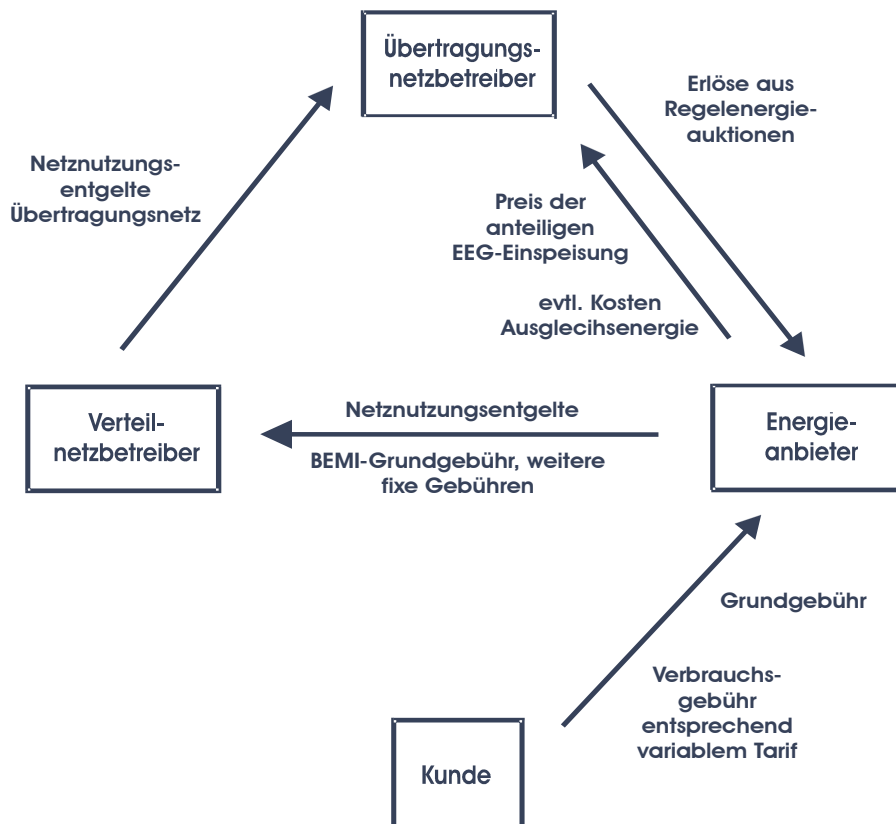 Übertragungs-
netzbetreiber
Erlöse aus
Regelenergie-
auktionen
Netznutzungs-
entgelte
Übertragungsnetz
Preis der
anteiligen
EEG-Einspeisung
evtl. Kosten
Ausglecihsenergie
Verteil-
netzbetreiber
Netznutzungsentgelte
BEMI-Grundgebühr, weitere
fixe Gebühren
Energie-
anbieter
Grundgebühr
Verbrauchs-
gebühr
entsprechend
variablem Tarif
Kunde